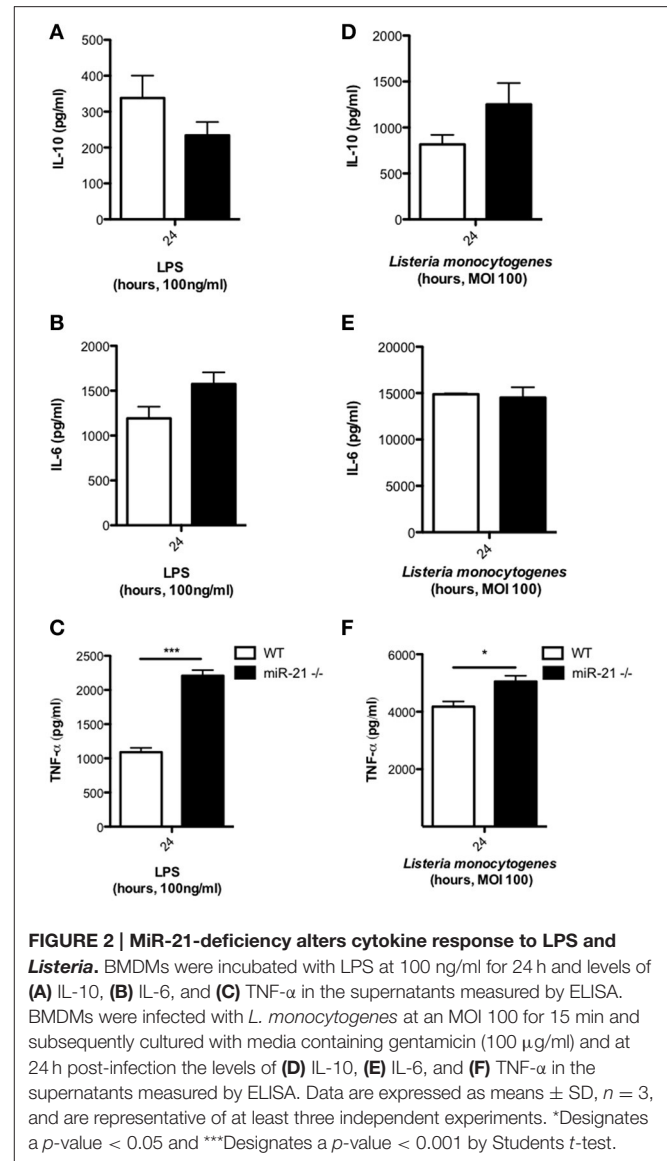 A
IL-10 (pg/ml)
400
300
200
100
0
24
LPS
(hours, 100ng/ml)
D
IL-10 (pg/ml)
2000
1500
1000
500
0
24
Listeria monocytogenes
(hours, MOI 100)
B
IL-6 (pg/ml)
2000
1500
1000
500
0
24
LPS
(hours, 100ng/ml)
E
IL-6 (pg/ml)
20000
15000
10000
5000
0
24
Listeria monocytogenes
(hours, MOI 100)
C
TNF-α (pg/ml)
2500
2000
1500
1000
500
0
***
24
LPS
(hours, 100ng/ml)
WT
miR-21 -/-
F
TNF-α (pg/ml)
6000
4000
2000
*
24
Listeria monocytogenes
(hours, MOI 100)
WT
miR-21 -/-
FIGURE 2 | MiR-21-deficiency alters cytokine response to LPS and
Listeria. BMDMs were incubated with LPS at 100 ng/ml for 24 h and levels of
(A) IL-10, (B) IL-6, and (C) TNF-α in the supernatants measured by ELISA.
BMDMs were infected with L. monocytogenes at an MOI 100 for 15 min and
subsequently cultured with media containing gentamicin (100 μg/ml) and at
24 h post-infection the levels of (D) IL-10, (E) IL-6, and (F) TNF-α in the
supernatants measured by ELISA. Data are expressed as means ± SD, n = 3,
and are representative of at least three independent experiments. *Designates
a p-value < 0.05 and ***Designates a p-value < 0.001 by Students t-test.